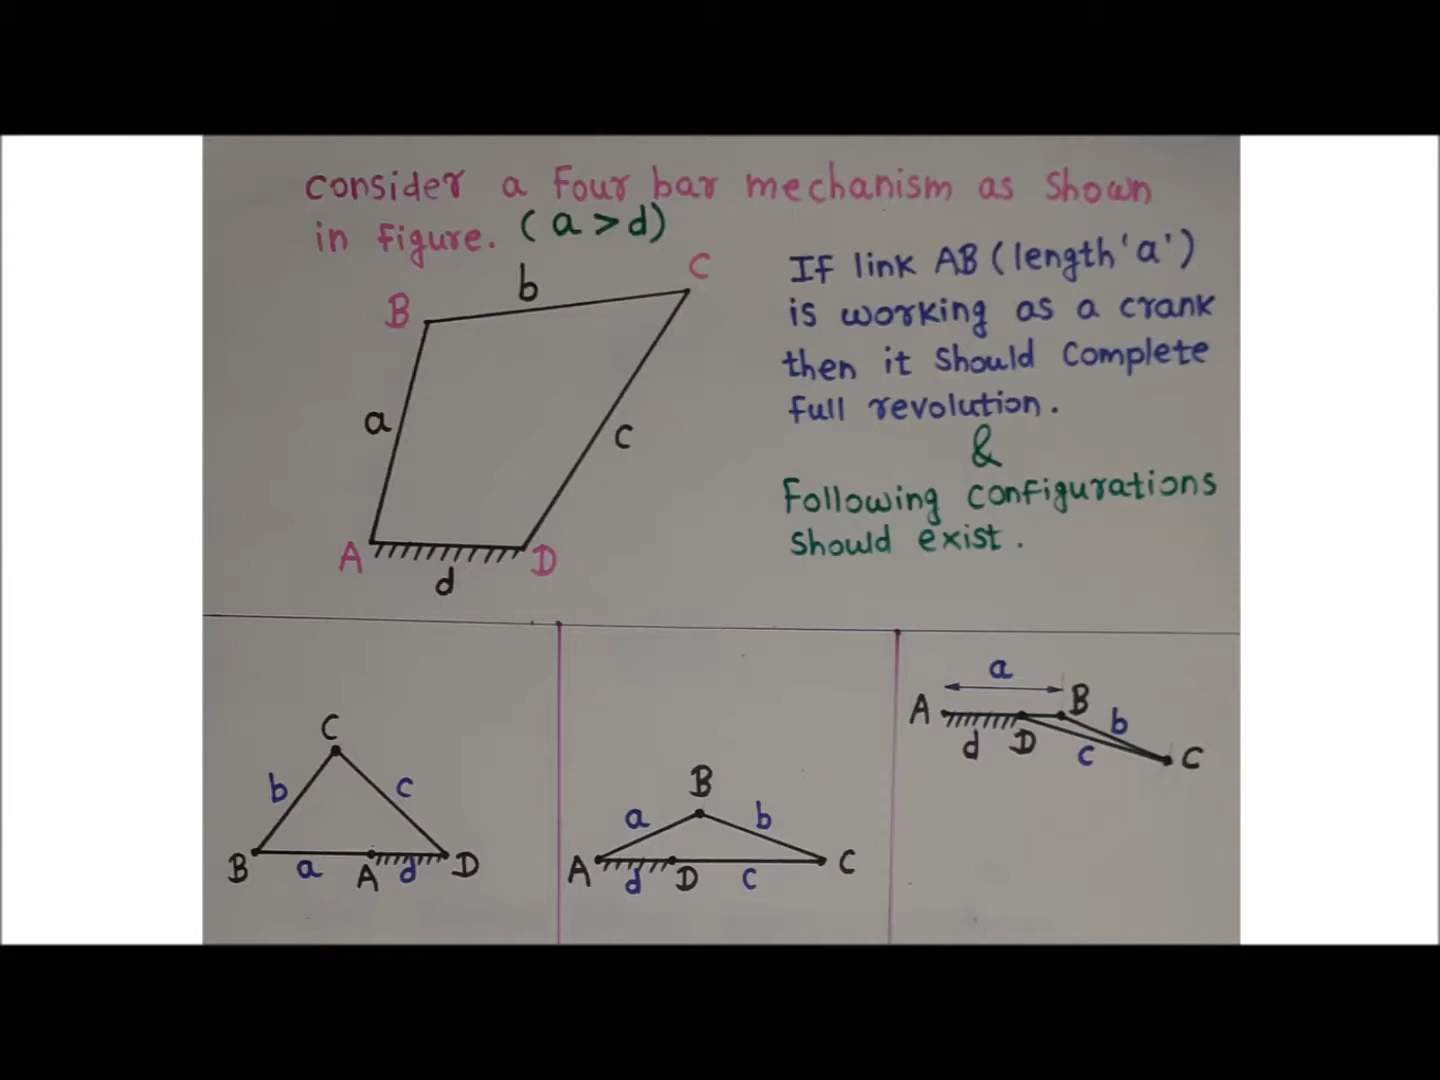 consider a Four bar mechanism as shown
in figure. (a > d)
If link AB (length 'a')
is working as a crank
then it should complete
full revolution.
&
Following configurations
should exist.
B
b
C
a
c
A
d
D
C
b
c
B
a
A
d
D
B
a
b
A
d
D
c
C
a
A
B
d
D
b
c
C